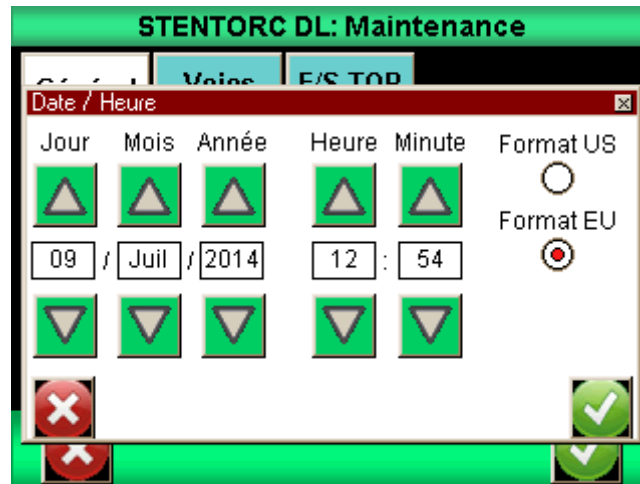 STENTORC DL: Maintenance
Général Voies E/S TOR
Date / Heure
Jour Mois Année Heure Minute Format US
Format EU
09 / Juil / 2014 12 : 54